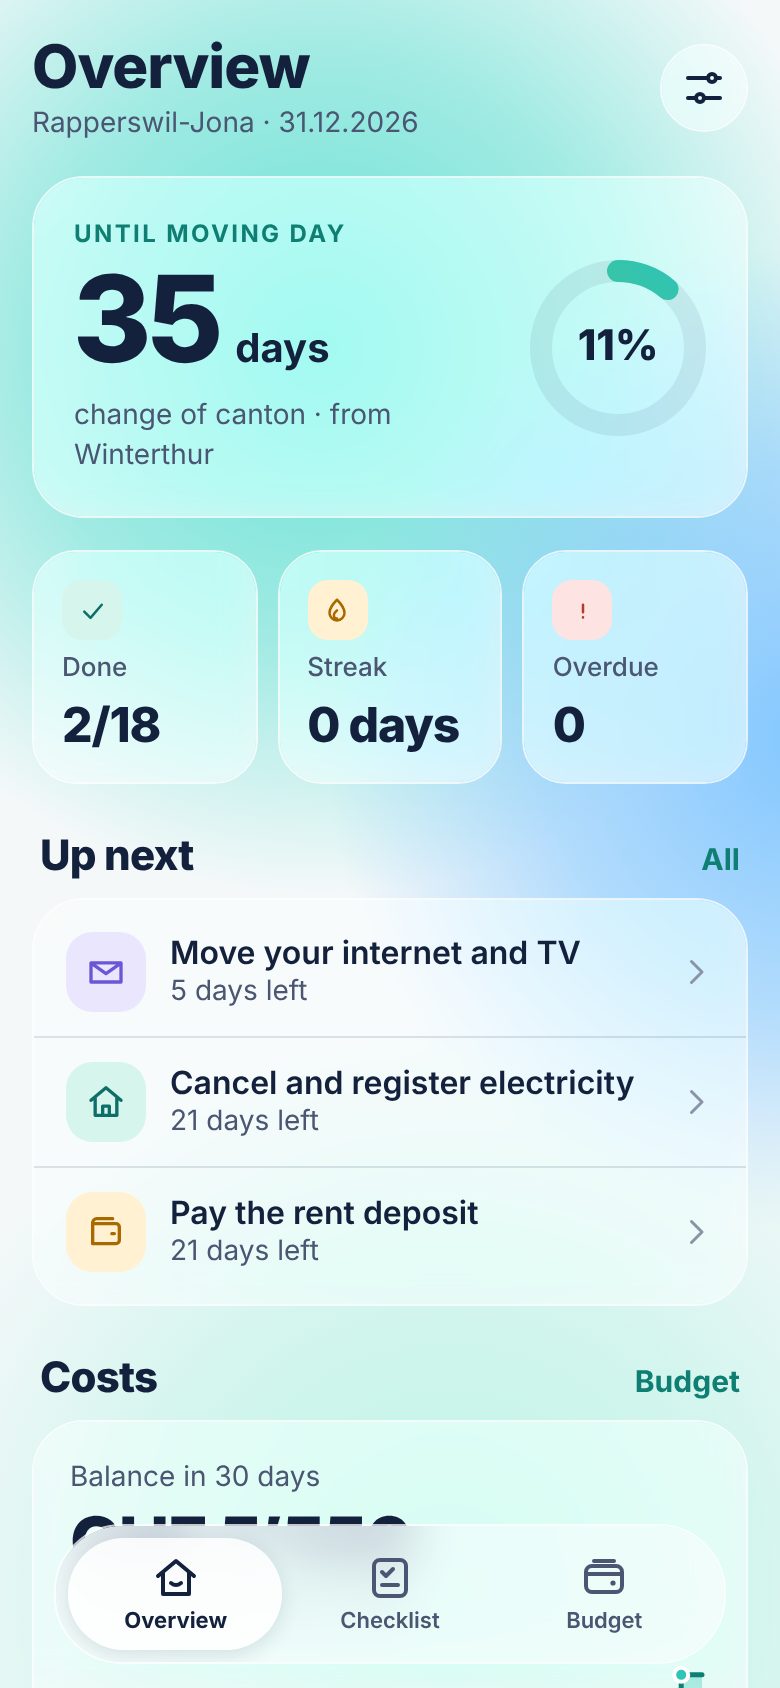 Overview
Rapperswil-Jona · 31.12.2026
UNTIL MOVING DAY
35 days
11%
change of canton · from
Winterthur
Done
2/18
Streak
0 days
Overdue
0
Up next
All
Move your internet and TV
5 days left
Cancel and register electricity
21 days left
Pay the rent deposit
21 days left
Costs
Budget
Balance in 30 days
Overview
Checklist
Budget